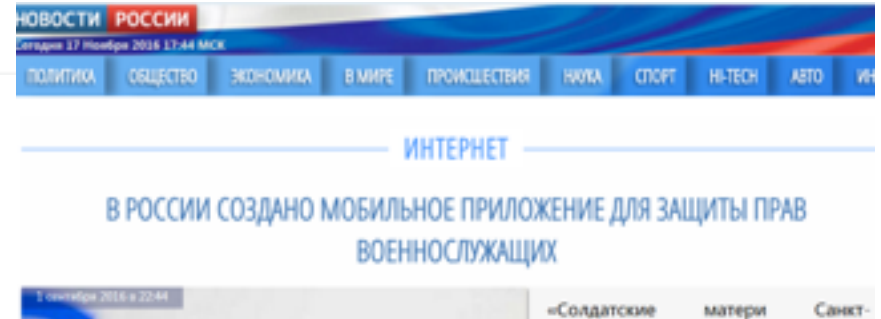 НОВОСТИ РОССИИ
Сегодня 17 Ноября 2016 17:44 МСК
ПОЛИТИКА ОБЩЕСТВО ЭКОНОМИКА В МИРЕ ПРОИСШЕСТВИЯ НАУКА СПОРТ HI-TECH АВТО ИН
ИНТЕРНЕТ
В РОССИИ СОЗДАНО МОБИЛЬНОЕ ПРИЛОЖЕНИЕ ДЛЯ ЗАЩИТЫ ПРАВ
ВОЕННОСЛУЖАЩИХ
1 сентября 2016 в 22:44
«Солдатские матери Санкт-